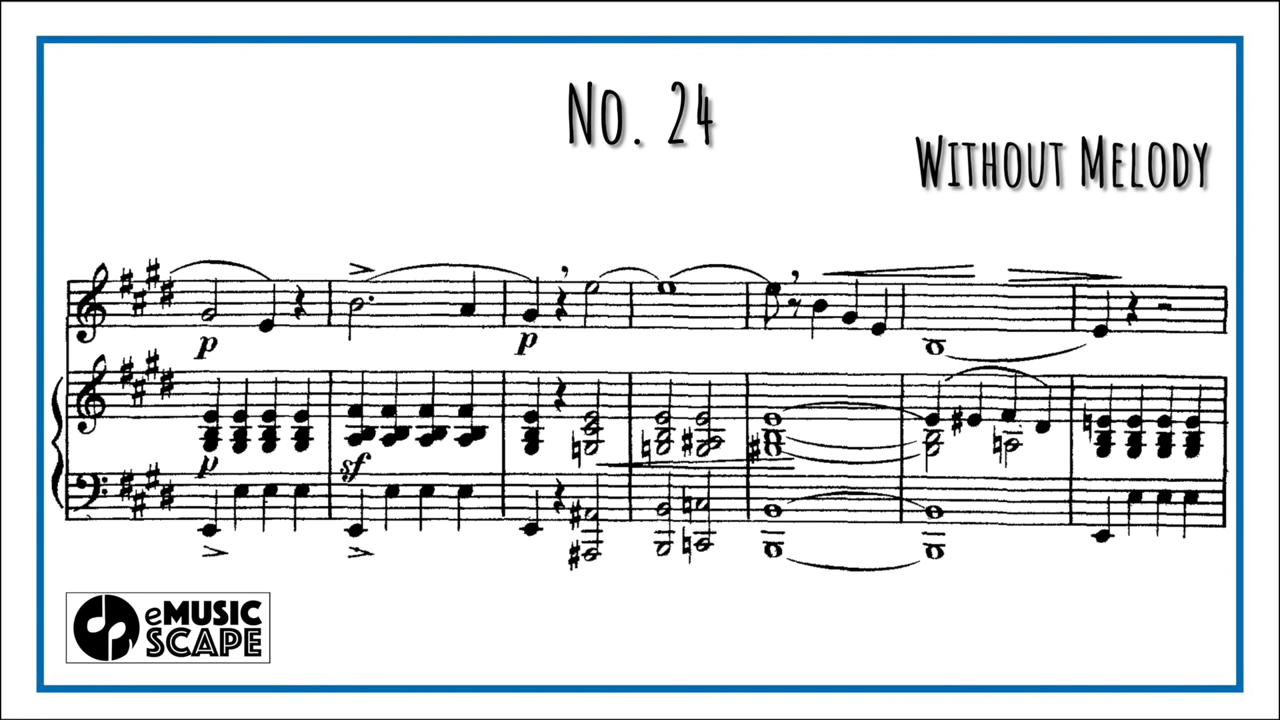 No. 24
Without Melody
p
p
p
sf
eMUSIC
SCAPE